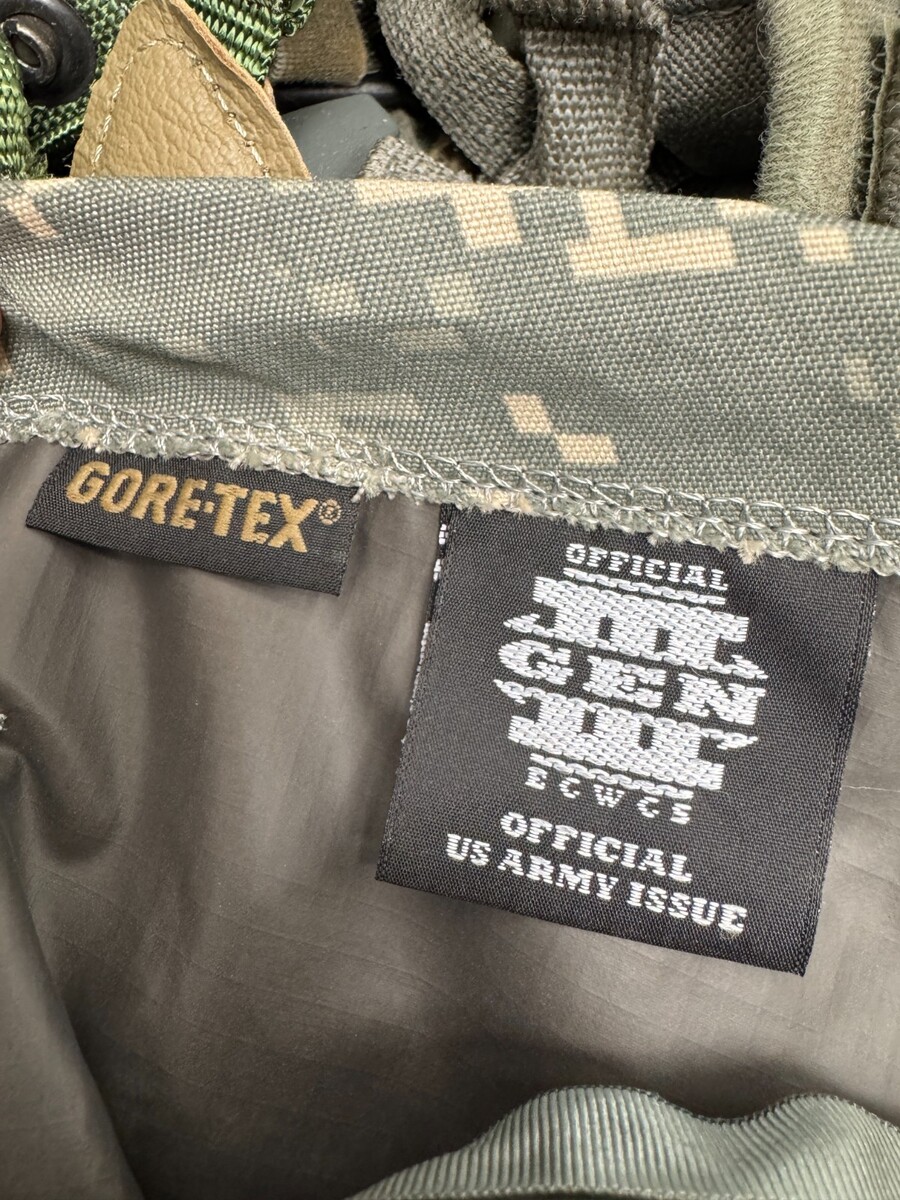 GORE-TEX®
OFFICIAL
III
GEN
III
ECWCS
OFFICIAL
US ARMY ISSUE